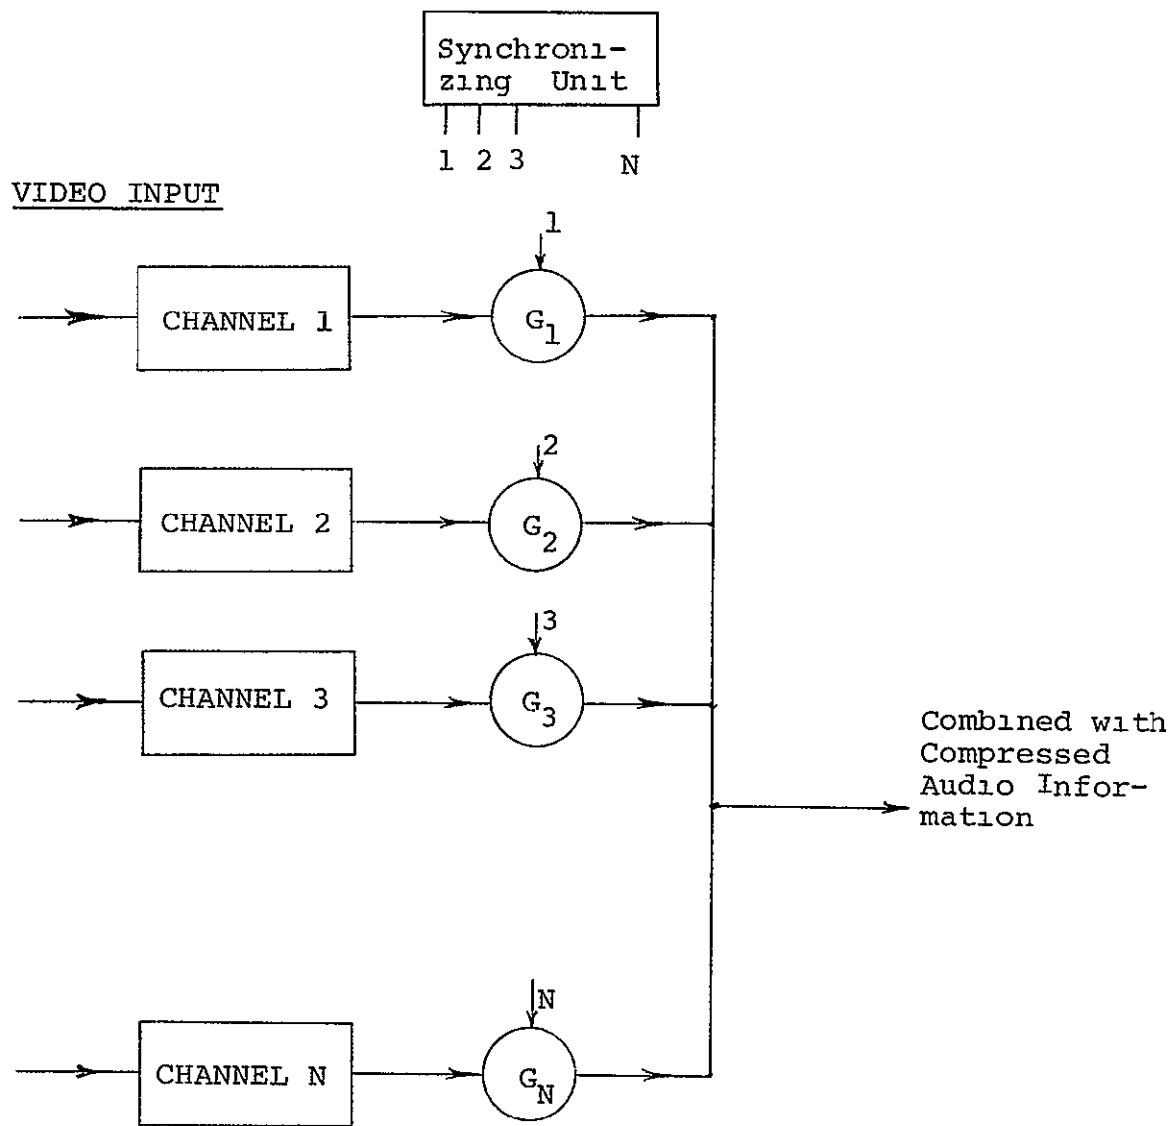 Synchroni-
zing Unit
1 2 3 N
VIDEO INPUT
1
CHANNEL 1
G1
2
CHANNEL 2
G2
3
CHANNEL 3
G3
Combined with
Compressed
Audio Infor-
mation
N
CHANNEL N
GN